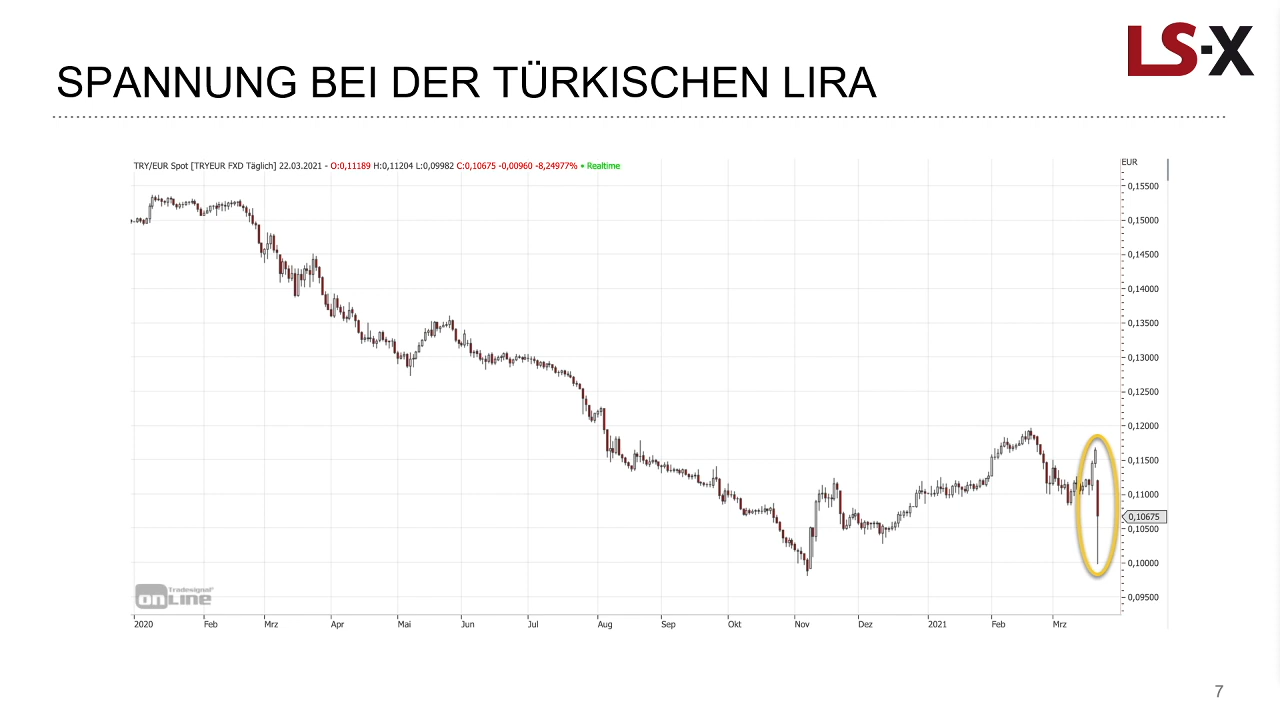 LS-X
SPANNUNG BEI DER TÜRKISCHEN LIRA
TRY/EUR Spot [TRYEUR FXD Täglich] 22.03.2021 - O:0,11189 H:0,11204 L:0,09982 C:0,10675 -0,00960 -8,24977% • Realtime
EUR
0,15500
0,15000
0,14500
0,14000
0,13500
0,13000
0,12500
0,12000
0,11500
0,11000
0,10675
0,10500
0,10000
0,09500
Tradesignal
onLine
2020 Feb Mrz Apr Mai Jun Jul Aug Sep Okt Nov Dez 2021 Feb Mrz
7